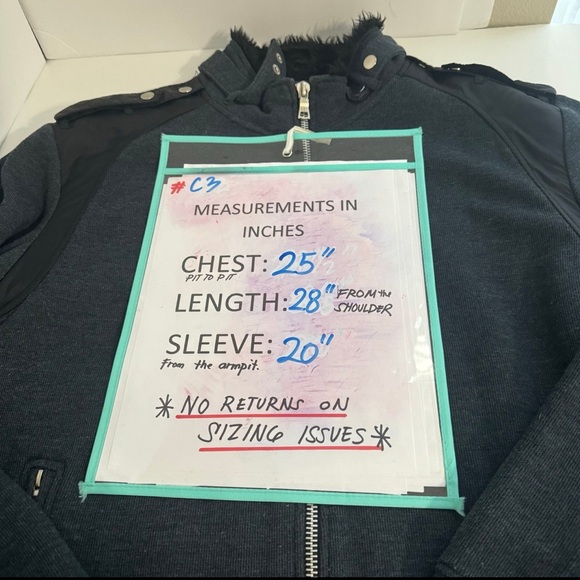 # C3
MEASUREMENTS IN
INCHES
CHEST: 25"
PIT TO PIT
LENGTH: 28" FROM the
SHOULDER
SLEEVE: 20"
from the armpit.
* NO RETURNS ON
SIZING ISSUES *